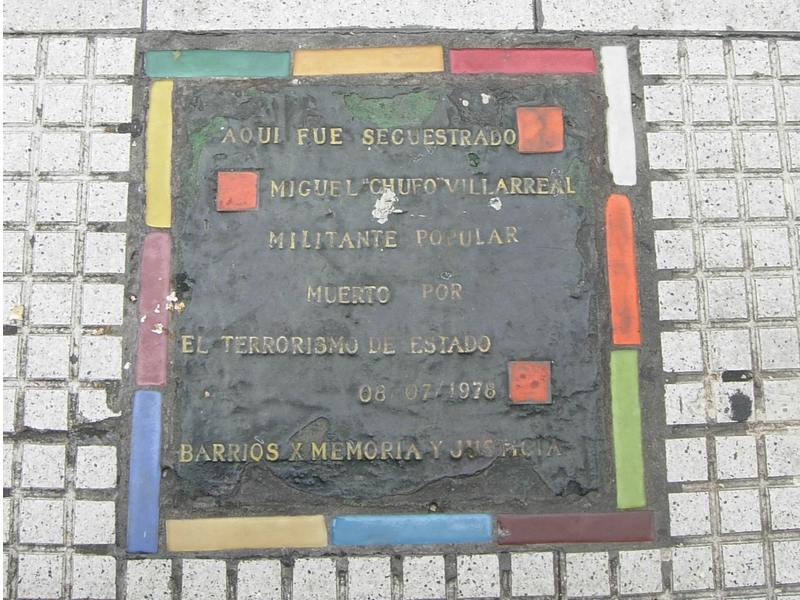 AQUI FUE SECUESTRADO
MIGUEL "CHUFO" VILLARREAL
MILITANTE POPULAR
MUERTO POR
EL TERRORISMO DE ESTADO
08/07/1978
BARRIOS X MEMORIA Y JUSTICIA